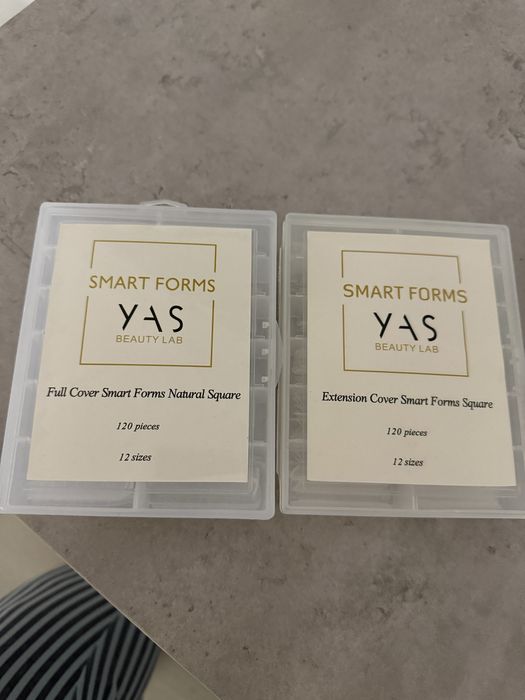 SMART FORMS
YAS
BEAUTY LAB
Full Cover Smart Forms Natural Square
120 pieces
12 sizes
SMART FORMS
YAS
BEAUTY LAB
Extension Cover Smart Forms Square
120 pieces
12 sizes